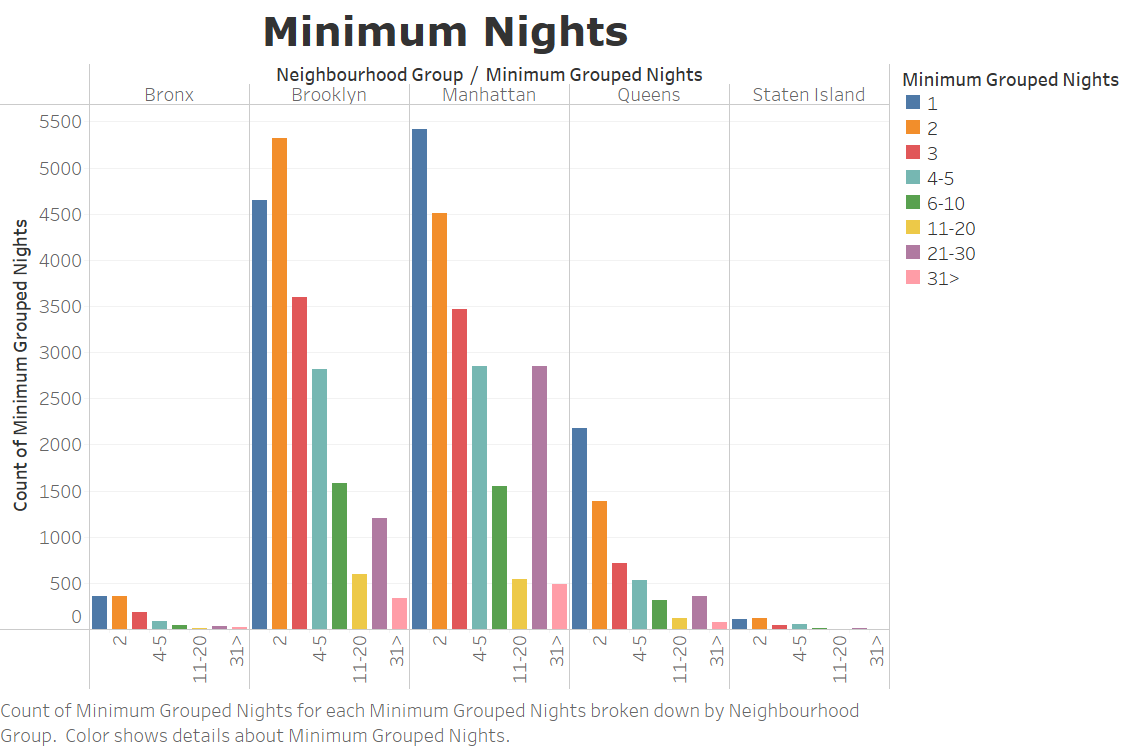 Minimum Nights
Neighbourhood Group / Minimum Grouped Nights
Bronx Brooklyn Manhattan Queens Staten Island
Minimum Grouped Nights
1
2
3
4-5
6-10
11-20
21-30
31>
Count of Minimum Grouped Nights
5500
5000
4500
4000
3500
3000
2500
2000
1500
1000
500
0
2 4-5 11-20 31> 2 4-5 11-20 31> 2 4-5 11-20 31> 2 4-5 11-20 31> 2 4-5 11-20 31>
Count of Minimum Grouped Nights for each Minimum Grouped Nights broken down by Neighbourhood
Group. Color shows details about Minimum Grouped Nights.